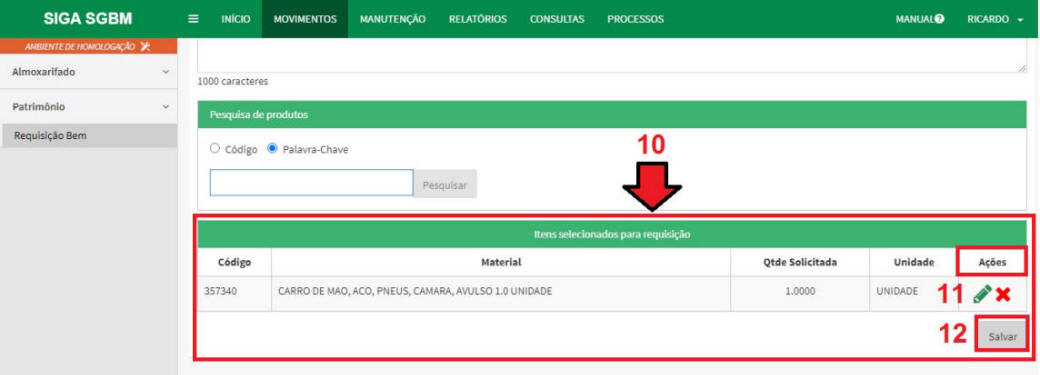 SIGA SGBM
INÍCIO MOVIMENTOS MANUTENÇÃO RELATÓRIOS CONSULTAS PROCESSOS MANUAL RICARDO
AMBIENTE DE HOMOLOGAÇÃO
Almoxarifado
1000 caracteres
Patrimônio
Pesquisa de produtos
Requisição Bem
Código Palavra-Chave
10
Pesquisar
Itens selecionados para requisição
Código Material Qtde Solicitada Unidade Ações
357340 CARRO DE MAO, ACO, PNEUS, CAMARA, AVULSO 1.0 UNIDADE 1.0000 UNIDADE 11
12 Salvar